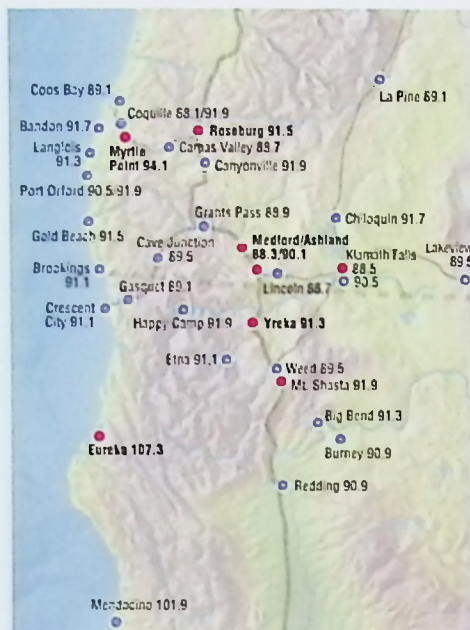 La Pine 89.1
Coos Bay 89.1
Coquille 88.1/91.9
Bandon 91.7
Roseburg 91.5
Langlois
91.3
Myrtle
Point 94.1
Camas Valley 88.7
Canyonville 91.9
Port Orford 90.5/91.9
Grants Pass 88.9
Chiloquin 91.7
Gold Beach 91.5
Cave Junction
89.5
Medford/Ashland
88.3/90.1
Klamath Falls
88.5
90.5
Lakeview
89.5
Brookings
91.1
Lincoln 88.7
Gasquet 89.1
Crescent
City 91.1
Happy Camp 91.9
Yreka 91.3
Etna 91.1
Weed 89.5
Mt. Shasta 91.9
Big Bend 91.3
Eureka 107.3
Burney 90.9
Redding 90.9
Mendocino 101.9